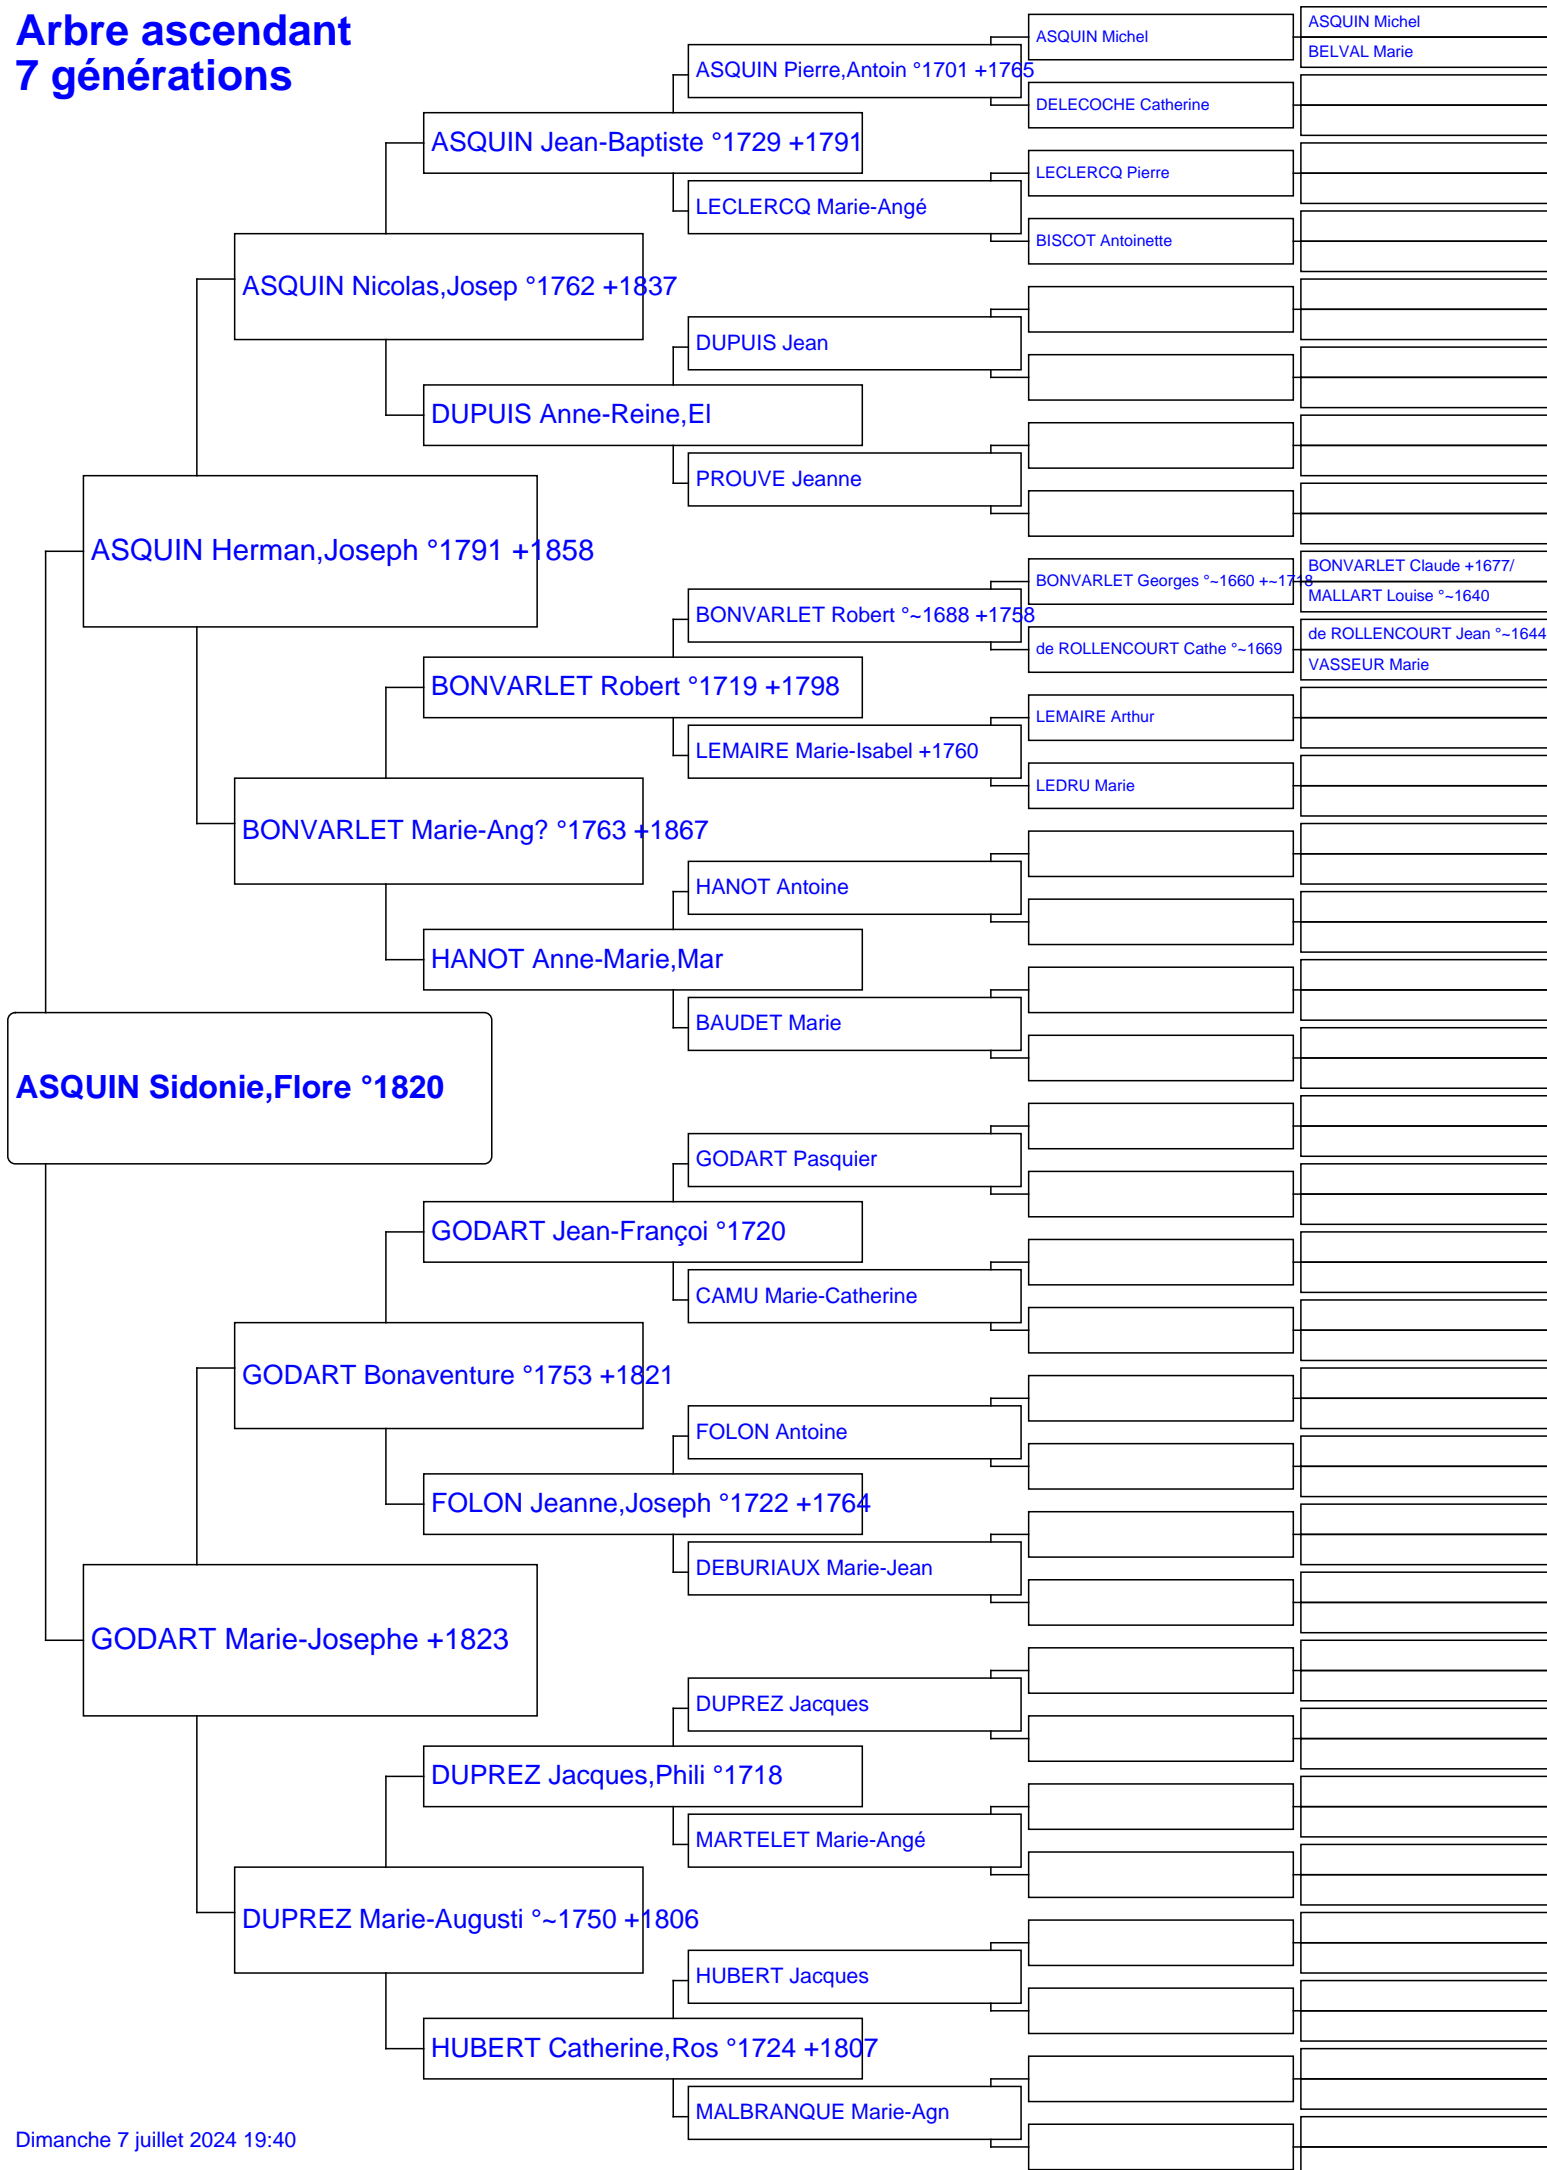 Arbre ascendant
7 générations
ASQUIN Michel
BELVAL Marie
ASQUIN Michel
ASQUIN Pierre,Antoin °1701 +1765
DELECOCHE Catherine
ASQUIN Jean-Baptiste °1729 +1791
LECLERCQ Pierre
LECLERCQ Marie-Angé
BISCOT Antoinette
ASQUIN Nicolas,Josep °1762 +1837
DUPUIS Jean
DUPUIS Anne-Reine,El
PROUVE Jeanne
ASQUIN Herman,Joseph °1791 +1858
BONVARLET Claude +1677/
BONVARLET Georges °~1660 +~1718
MALLART Louise °~1640
BONVARLET Robert °~1688 +1758
de ROLLENCOURT Jean °~1644
de ROLLENCOURT Cathe °~1669
VASSEUR Marie
BONVARLET Robert °1719 +1798
LEMAIRE Arthur
LEMAIRE Marie-Isabel +1760
LEDRU Marie
BONVARLET Marie-Ang? °1763 +1867
HANOT Antoine
HANOT Anne-Marie,Mar
BAUDET Marie
ASQUIN Sidonie,Flore °1820
GODART Pasquier
GODART Jean-Françoi °1720
CAMU Marie-Catherine
GODART Bonaventure °1753 +1821
FOLON Antoine
FOLON Jeanne,Joseph °1722 +1764
DEBURIAUX Marie-Jean
GODART Marie-Josephe +1823
DUPREZ Jacques
DUPREZ Jacques,Phili °1718
MARTELET Marie-Angé
DUPREZ Marie-Augusti °~1750 +1806
HUBERT Jacques
HUBERT Catherine,Ros °1724 +1807
MALBRANQUE Marie-Agn
Dimanche 7 juillet 2024 19:40